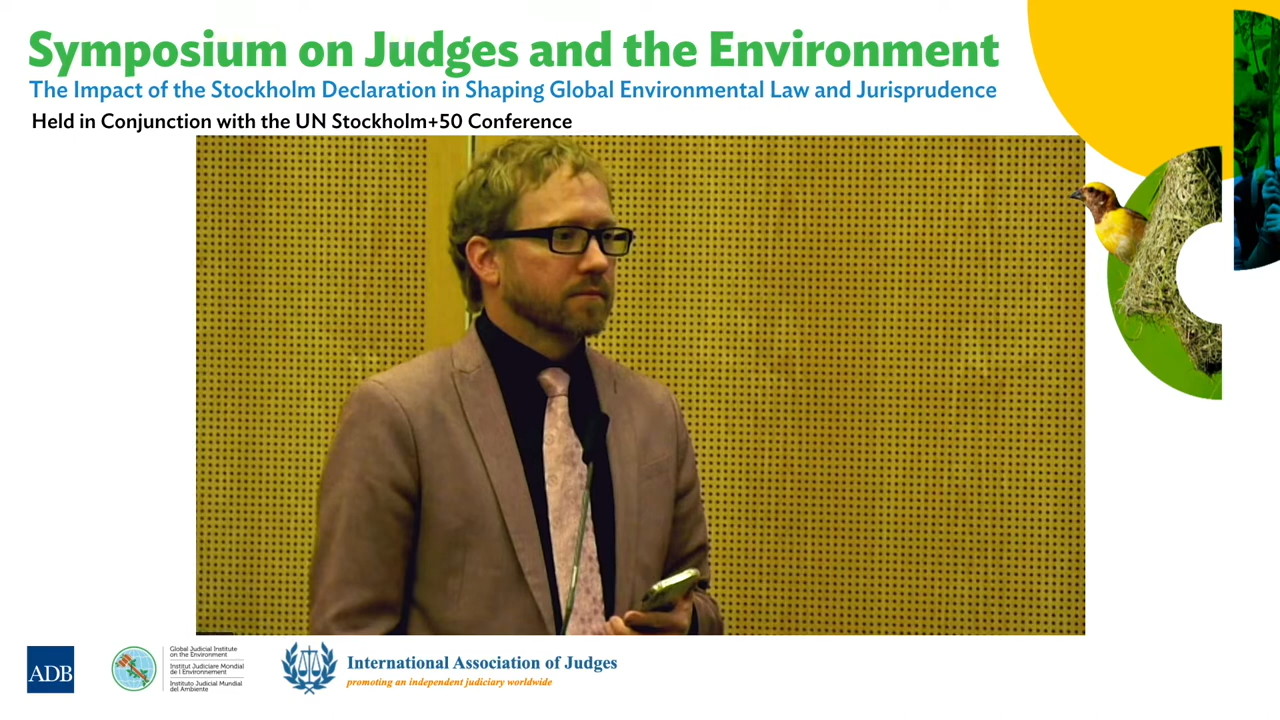 Symposium on Judges and the Environment
The Impact of the Stockholm Declaration in Shaping Global Environmental Law and Jurisprudence
Held in Conjunction with the UN Stockholm+50 Conference
ADB
Global Judicial Institute
on the Environment
Institut Judiciaire Mondial
de l'Environnement
Instituto Judicial Mundial
del Ambiente
International Association of Judges
promoting an independent judiciary worldwide